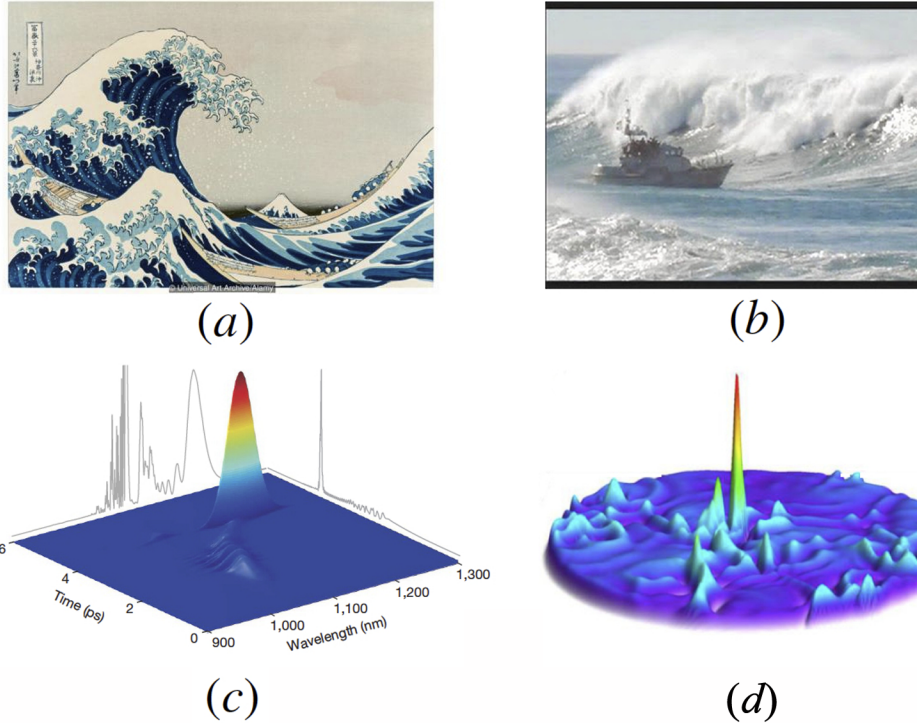 © Universal Art Archive/Alamy
(a)
(b)
6
4
2
0
Time (ps)
900
1,000
1,100
1,200
1,300
Wavelength (nm)
(c)
(d)